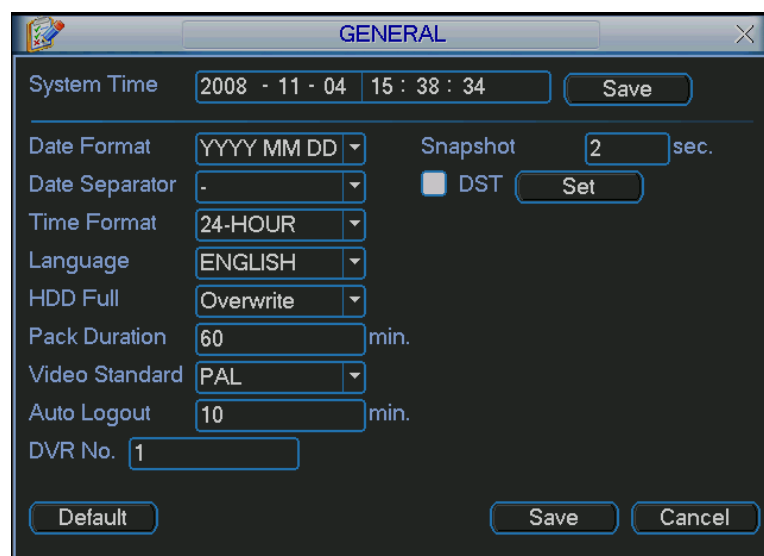 GENERAL
System Time 2008 - 11 - 04 15 : 38 : 34 Save
Date Format YYYY MM DD Snapshot 2 sec.
Date Separator - DST Set
Time Format 24-HOUR
Language ENGLISH
HDD Full Overwrite
Pack Duration 60 min.
Video Standard PAL
Auto Logout 10 min.
DVR No. 1
Default Save Cancel